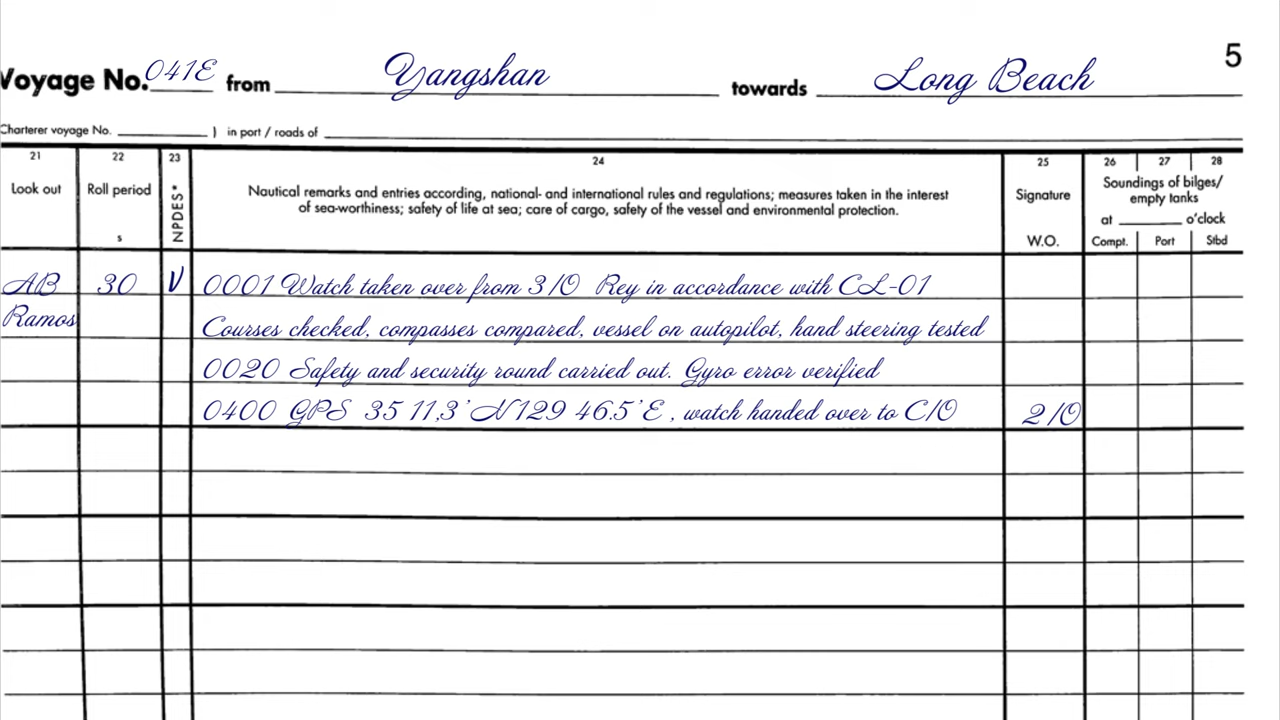 5
Voyage No. 041E from Yangshan towards Long Beach
Charterer voyage No. ) in port / roads of
21 22 23 24 25 26 27 28
Look out Roll period s NPDES* Nautical remarks and entries according, national- and international rules and regulations; measures taken in the interest
of sea-worthiness; safety of life at sea; care of cargo, safety of the vessel and environmental protection.
Signature W.O.
Soundings of bilges/
empty tanks
at o'clock
Compt. Port Stbd
AB 30 V 0001 Watch taken over from 3/O Rey in accordance with CL-01
Ramos Courses checked, compasses compared, vessel on autopilot, hand steering tested
0020 Safety and security round carried out. Gyro error verified
0400 GPS 35 11,3' N 129 46.5' E , watch handed over to C/O 2/O